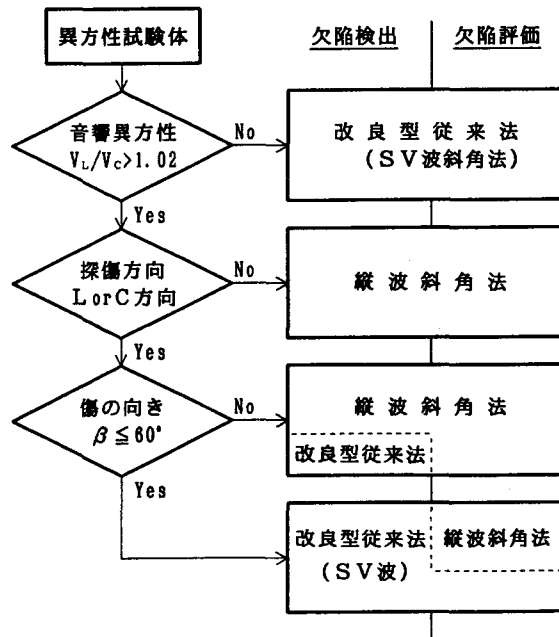 異方性試験体
欠陥検出
欠陥評価
音響異方性
V_L/V_C>1.02
No
改良型従来法
(SV波斜角法)
Yes
探傷方向
LorC方向
No
縦波斜角法
Yes
傷の向き
β≦60°
No
縦波斜角法
改良型従来法
Yes
改良型従来法
(SV波)
縦波斜角法